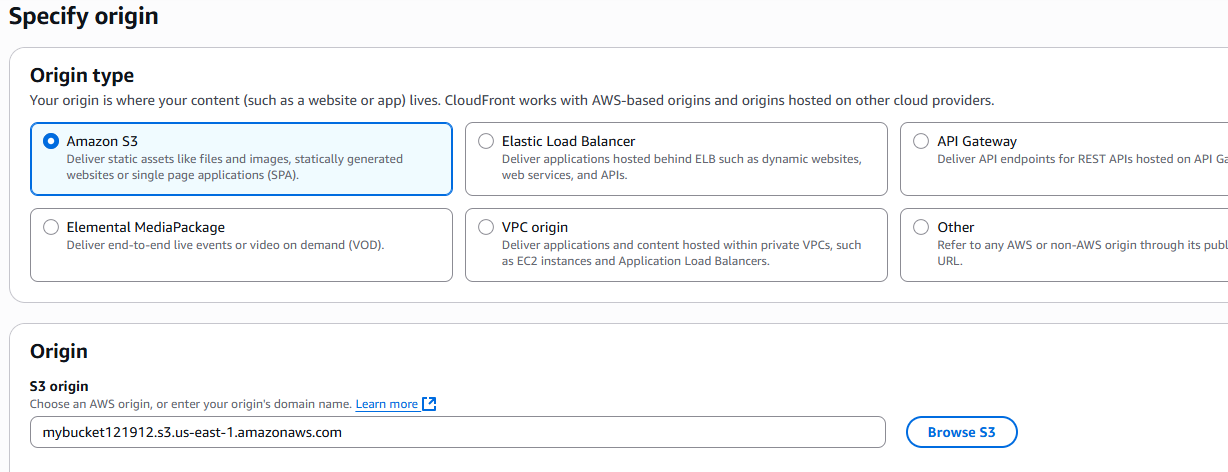 Specify origin
Origin type
Your origin is where your content (such as a website or app) lives. CloudFront works with AWS-based origins and origins hosted on other cloud providers.
Amazon S3
Deliver static assets like files and images, statically generated
websites or single page applications (SPA).
Elastic Load Balancer
Deliver applications hosted behind ELB such as dynamic websites,
web services, and APIs.
API Gateway
Deliver API endpoints for REST APIs hosted on API
Elemental MediaPackage
Deliver end-to-end live events or video on demand (VOD).
VPC origin
Deliver applications and content hosted within private VPCs, such
as EC2 instances and Application Load Balancers.
Other
Refer to any AWS or non-AWS origin through its
URL.
Origin
S3 origin
Choose an AWS origin, or enter your origin's domain name. Learn more
mybucket121912.s3.us-east-1.amazonaws.com
Browse S3